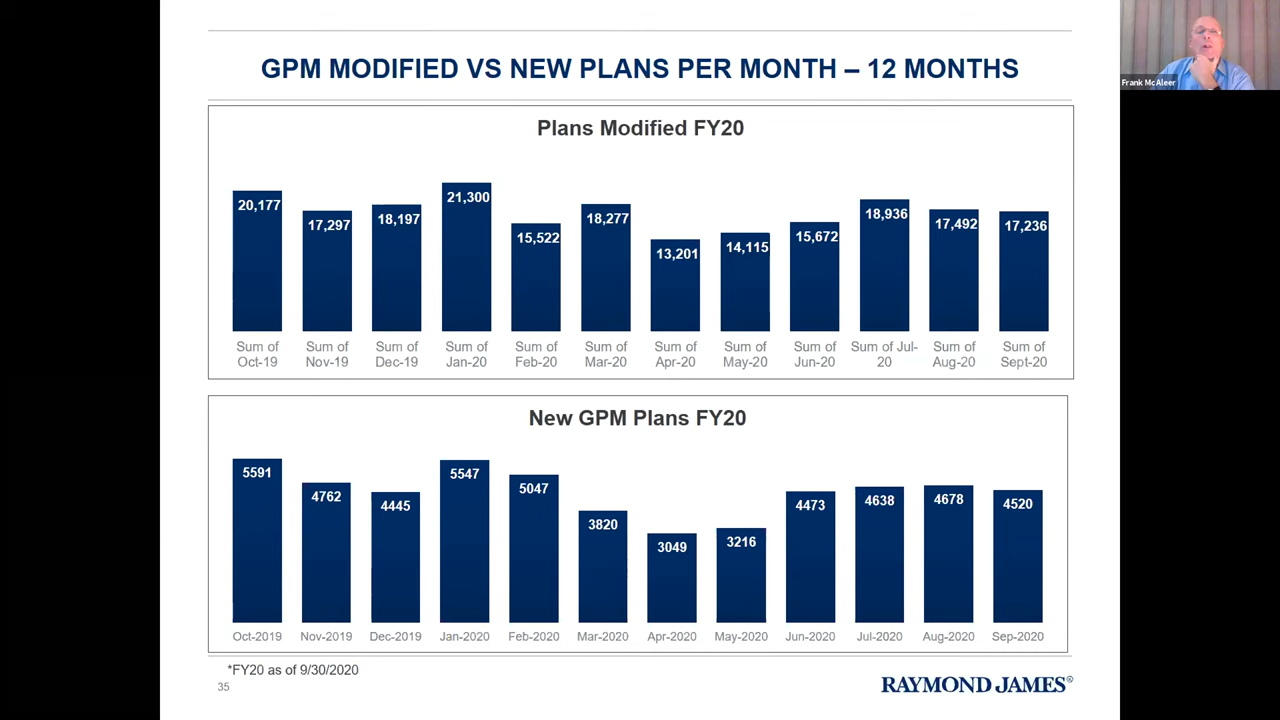 GPM MODIFIED VS NEW PLANS PER MONTH – 12 MONTHS
Frank McAleer
Plans Modified FY20
20,177
17,297
18,197
21,300
15,522
18,277
13,201
14,115
15,672
18,936
17,492
17,236
Sum of
Oct-19
Sum of
Nov-19
Sum of
Dec-19
Sum of
Jan-20
Sum of
Feb-20
Sum of
Mar-20
Sum of
Apr-20
Sum of
May-20
Sum of
Jun-20
Sum of Jul-
20
Sum of
Aug-20
Sum of
Sept-20
New GPM Plans FY20
5591
4762
4445
5547
5047
3820
3049
3216
4473
4638
4678
4520
Oct-2019
Nov-2019
Dec-2019
Jan-2020
Feb-2020
Mar-2020
Apr-2020
May-2020
Jun-2020
Jul-2020
Aug-2020
Sep-2020
*FY20 as of 9/30/2020
35
RAYMOND JAMES®